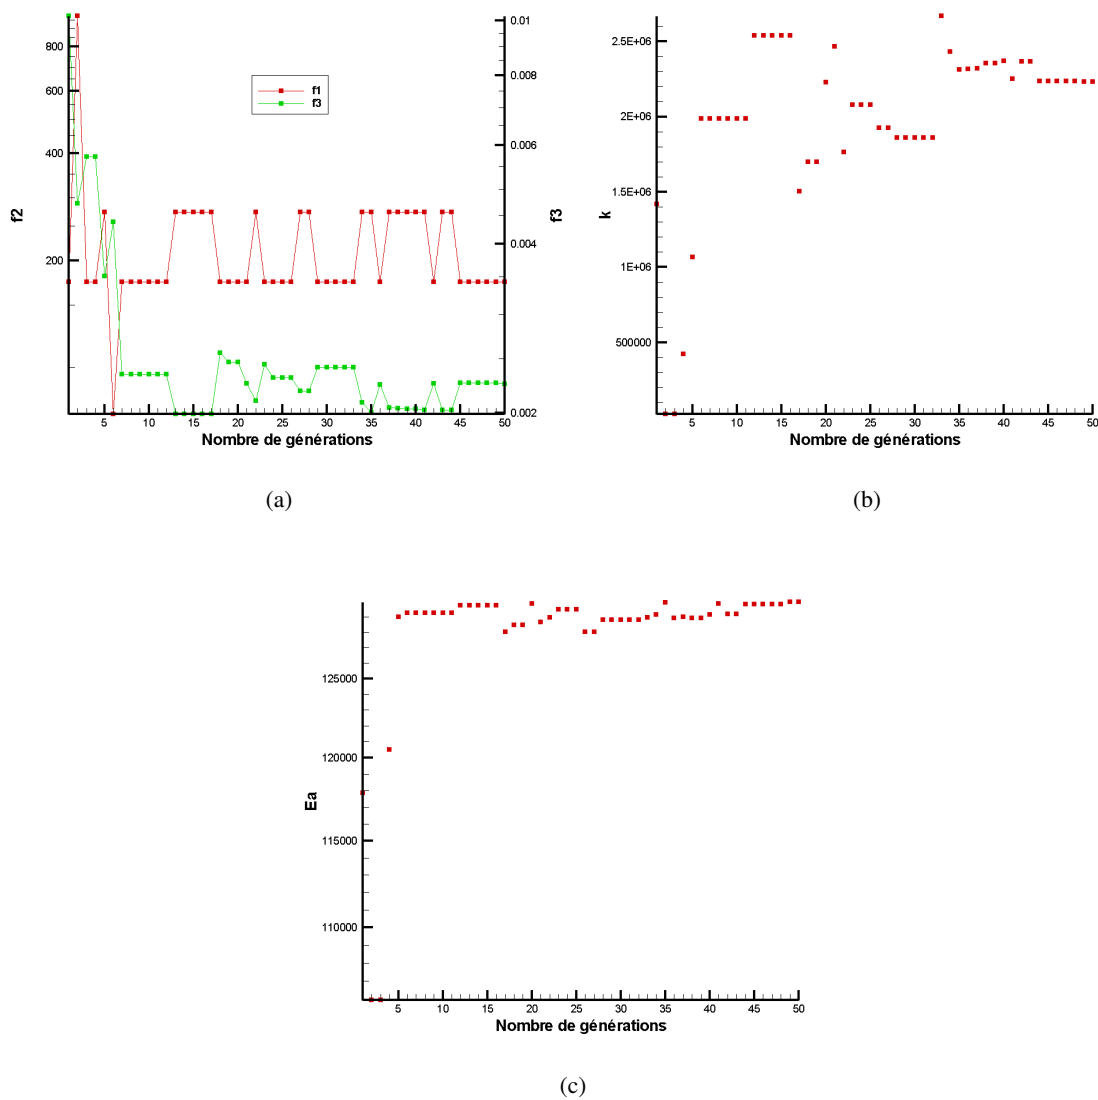 f1
f3
800
600
400
200
f2
0.01
0.008
0.006
0.004
0.002
f3
5 10 15 20 25 30 35 40 45 50
Nombre de générations
(a)
2.5E+06
2E+06
1.5E+06
1E+06
500000
k
5 10 15 20 25 30 35 40 45 50
Nombre de générations
(b)
125000
120000
115000
110000
Ea
5 10 15 20 25 30 35 40 45 50
Nombre de générations
(c)